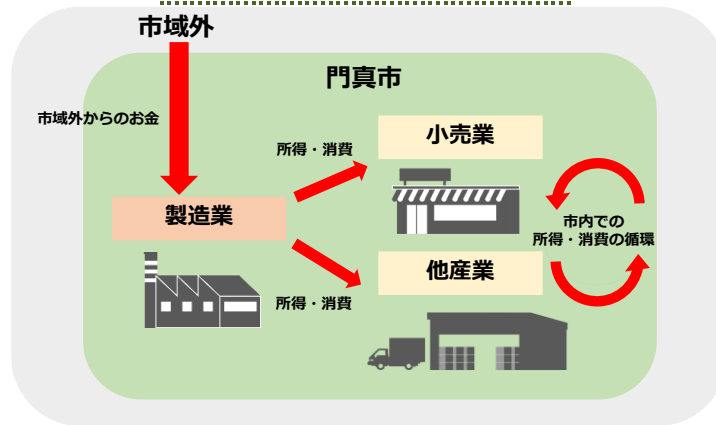 市域外
門真市
市域外からのお金
所得・消費
小売業
製造業
市内での
所得・消費の循環
他産業
所得・消費